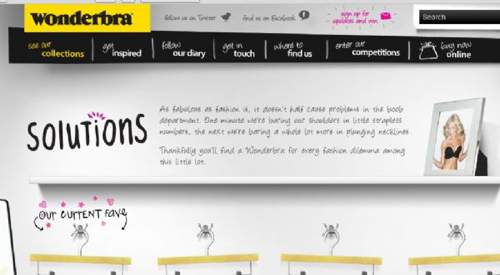 Wonderbra
follow us on Twitter
find us on Facebook
sign up for
updates and win
Search
see our
collections
get
inspired
follow
our diary
get in
touch
where to
find us
enter our
competitions
buy now
online
solutions
As fabulous as fashion is, it doesn't half cause problems in the boob
department. One minute we're baring our shoulders in little strapless
numbers, the next we're baring a whole lot more in plunging necklines.
Thankfully you'll find a Wonderbra for every fashion dilemma among
this little lot.
our current fave